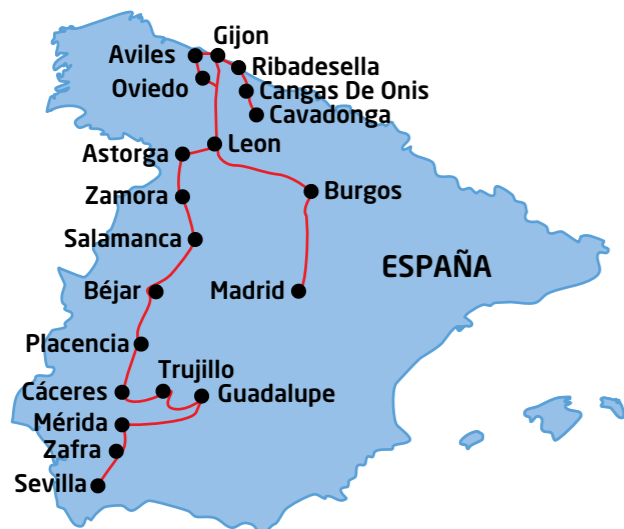 Gijon
Aviles
Ribadesella
Oviedo
Cangas De Onis
Cavadonga
Leon
Astorga
Zamora
Burgos
Salamanca
ESPAÑA
Béjar
Madrid
Placencia
Trujillo
Cáceres
Guadalupe
Mérida
Zafra
Sevilla